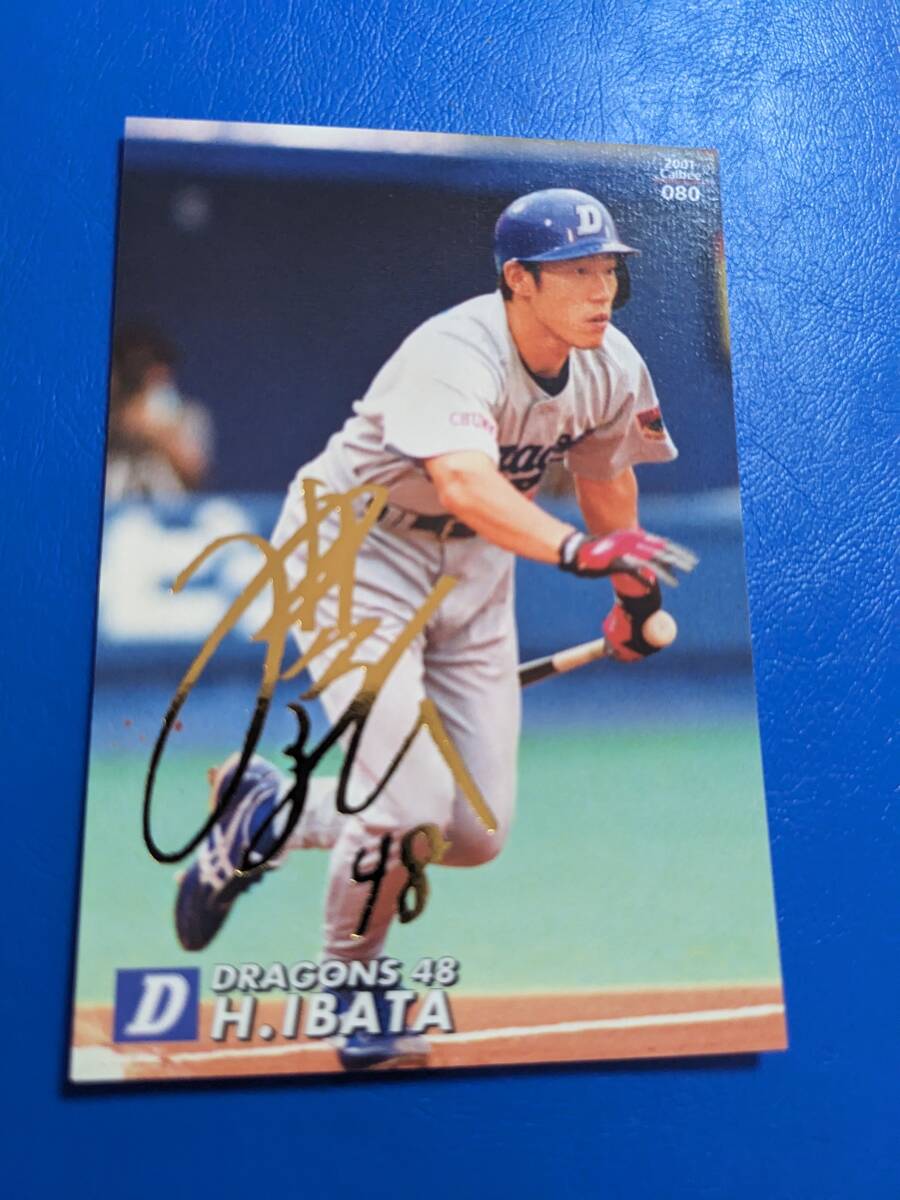 2001
Calbee
080
D
48
DRAGONS 48
D H.IBATA